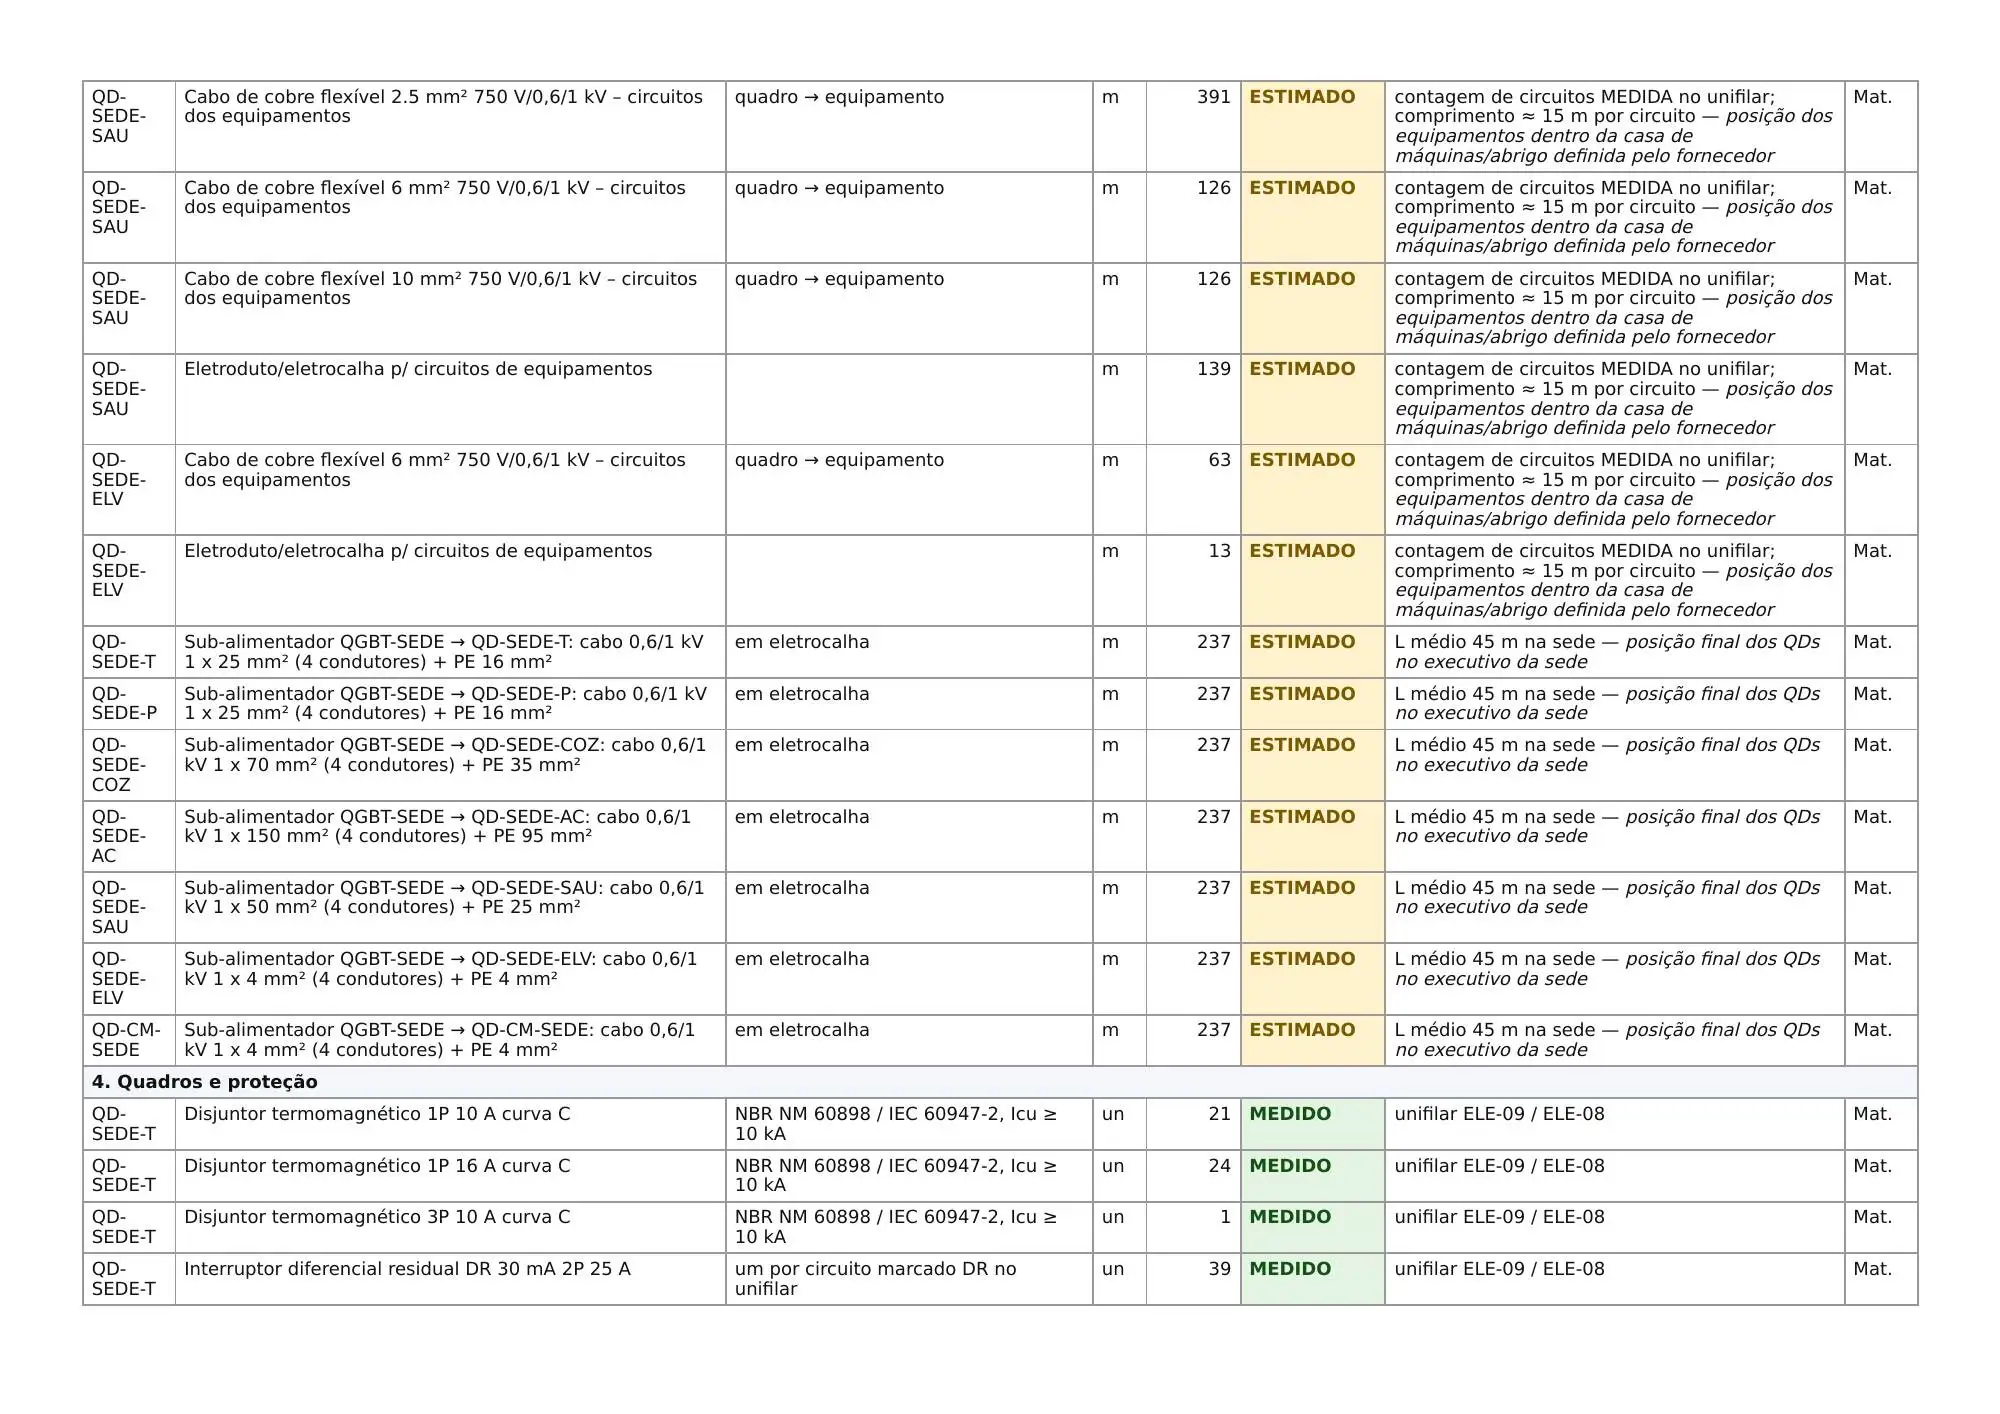 QD-
SEDE-
SAU
Cabo de cobre flexível 2.5 mm² 750 V/0,6/1 kV – circuitos
dos equipamentos
quadro → equipamento
m
391
ESTIMADO
contagem de circuitos MEDIDA no unifilar;
comprimento ≈ 15 m por circuito — posição dos
equipamentos dentro da casa de
máquinas/abrigo definida pelo fornecedor
Mat.
QD-
SEDE-
SAU
Cabo de cobre flexível 6 mm² 750 V/0,6/1 kV – circuitos
dos equipamentos
quadro → equipamento
m
126
ESTIMADO
contagem de circuitos MEDIDA no unifilar;
comprimento ≈ 15 m por circuito — posição dos
equipamentos dentro da casa de
máquinas/abrigo definida pelo fornecedor
Mat.
QD-
SEDE-
SAU
Cabo de cobre flexível 10 mm² 750 V/0,6/1 kV – circuitos
dos equipamentos
quadro → equipamento
m
126
ESTIMADO
contagem de circuitos MEDIDA no unifilar;
comprimento ≈ 15 m por circuito — posição dos
equipamentos dentro da casa de
máquinas/abrigo definida pelo fornecedor
Mat.
QD-
SEDE-
SAU
Eletroduto/eletrocalha p/ circuitos de equipamentos
m
139
ESTIMADO
contagem de circuitos MEDIDA no unifilar;
comprimento ≈ 15 m por circuito — posição dos
equipamentos dentro da casa de
máquinas/abrigo definida pelo fornecedor
Mat.
QD-
SEDE-
ELV
Cabo de cobre flexível 6 mm² 750 V/0,6/1 kV – circuitos
dos equipamentos
quadro → equipamento
m
63
ESTIMADO
contagem de circuitos MEDIDA no unifilar;
comprimento ≈ 15 m por circuito — posição dos
equipamentos dentro da casa de
máquinas/abrigo definida pelo fornecedor
Mat.
QD-
SEDE-
ELV
Eletroduto/eletrocalha p/ circuitos de equipamentos
m
13
ESTIMADO
contagem de circuitos MEDIDA no unifilar;
comprimento ≈ 15 m por circuito — posição dos
equipamentos dentro da casa de
máquinas/abrigo definida pelo fornecedor
Mat.
QD-
SEDE-T
Sub-alimentador QGBT-SEDE → QD-SEDE-T: cabo 0,6/1 kV
1 x 25 mm² (4 condutores) + PE 16 mm²
em eletrocalha
m
237
ESTIMADO
L médio 45 m na sede — posição final dos QDs
no executivo da sede
Mat.
QD-
SEDE-P
Sub-alimentador QGBT-SEDE → QD-SEDE-P: cabo 0,6/1 kV
1 x 25 mm² (4 condutores) + PE 16 mm²
em eletrocalha
m
237
ESTIMADO
L médio 45 m na sede — posição final dos QDs
no executivo da sede
Mat.
QD-
SEDE-
COZ
Sub-alimentador QGBT-SEDE → QD-SEDE-COZ: cabo 0,6/1
kV 1 x 70 mm² (4 condutores) + PE 35 mm²
em eletrocalha
m
237
ESTIMADO
L médio 45 m na sede — posição final dos QDs
no executivo da sede
Mat.
QD-
SEDE-
AC
Sub-alimentador QGBT-SEDE → QD-SEDE-AC: cabo 0,6/1
kV 1 x 150 mm² (4 condutores) + PE 95 mm²
em eletrocalha
m
237
ESTIMADO
L médio 45 m na sede — posição final dos QDs
no executivo da sede
Mat.
QD-
SEDE-
SAU
Sub-alimentador QGBT-SEDE → QD-SEDE-SAU: cabo 0,6/1
kV 1 x 50 mm² (4 condutores) + PE 25 mm²
em eletrocalha
m
237
ESTIMADO
L médio 45 m na sede — posição final dos QDs
no executivo da sede
Mat.
QD-
SEDE-
ELV
Sub-alimentador QGBT-SEDE → QD-SEDE-ELV: cabo 0,6/1
kV 1 x 4 mm² (4 condutores) + PE 4 mm²
em eletrocalha
m
237
ESTIMADO
L médio 45 m na sede — posição final dos QDs
no executivo da sede
Mat.
QD-CM-
SEDE
Sub-alimentador QGBT-SEDE → QD-CM-SEDE: cabo 0,6/1
kV 1 x 4 mm² (4 condutores) + PE 4 mm²
em eletrocalha
m
237
ESTIMADO
L médio 45 m na sede — posição final dos QDs
no executivo da sede
Mat.
4. Quadros e proteção
QD-
SEDE-T
Disjuntor termomagnético 1P 10 A curva C
NBR NM 60898 / IEC 60947-2, Icu ≥
10 kA
un
21
MEDIDO
unifilar ELE-09 / ELE-08
Mat.
QD-
SEDE-T
Disjuntor termomagnético 1P 16 A curva C
NBR NM 60898 / IEC 60947-2, Icu ≥
10 kA
un
24
MEDIDO
unifilar ELE-09 / ELE-08
Mat.
QD-
SEDE-T
Disjuntor termomagnético 3P 10 A curva C
NBR NM 60898 / IEC 60947-2, Icu ≥
10 kA
un
1
MEDIDO
unifilar ELE-09 / ELE-08
Mat.
QD-
SEDE-T
Interruptor diferencial residual DR 30 mA 2P 25 A
um por circuito marcado DR no
unifilar
un
39
MEDIDO
unifilar ELE-09 / ELE-08
Mat.